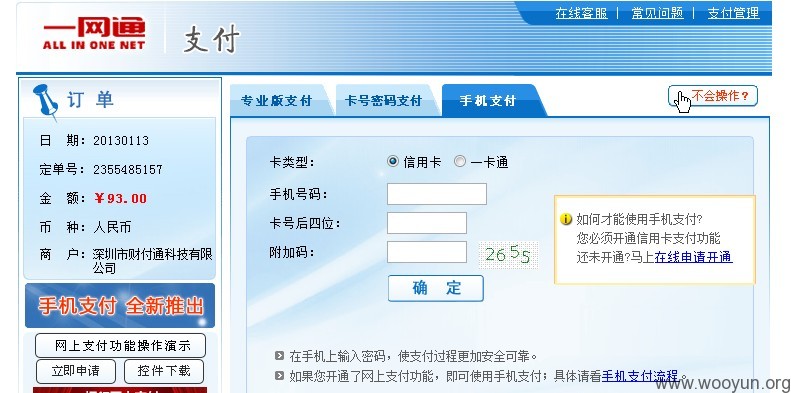 一网通
ALL IN ONE NET
支付
在线客服 | 常见问题 | 支付管理
订 单
日 期：20130113
定单号：2355485157
金 额：￥93.00
币 种：人民币
商 户：深圳市财付通科技有限
公司
手机支付 全新推出
网上支付功能操作演示
立即申请 控件下载
专业版支付 卡号密码支付 手机支付
不会操作？
卡类型： 信用卡 一卡通
手机号码：
卡号后四位：
附加码： 2655
确 定
如何才能使用手机支付?
您必须开通信用卡支付功能
还未开通?马上在线申请开通
在手机上输入密码，使支付过程更加安全可靠。
如果您开通了网上支付功能，即可使用手机支付；具体请看手机支付流程。
www.wooyun.org